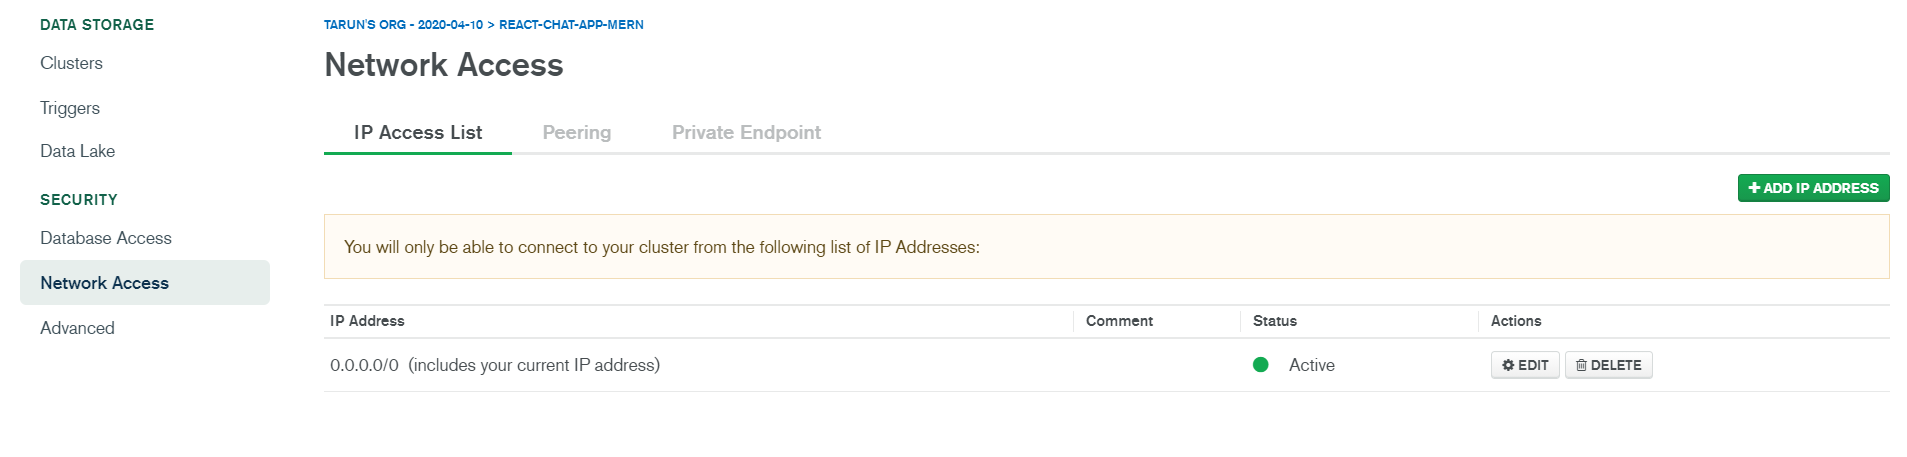 DATA STORAGE
Clusters
Triggers
Data Lake
SECURITY
Database Access
Network Access
Advanced
TARUN'S ORG - 2020-04-10 > REACT-CHAT-APP-MERN
Network Access
IP Access List Peering Private Endpoint
ADD IP ADDRESS
You will only be able to connect to your cluster from the following list of IP Addresses:
IP Address Comment Status Actions
0.0.0.0/0 (includes your current IP address) Active EDIT DELETE